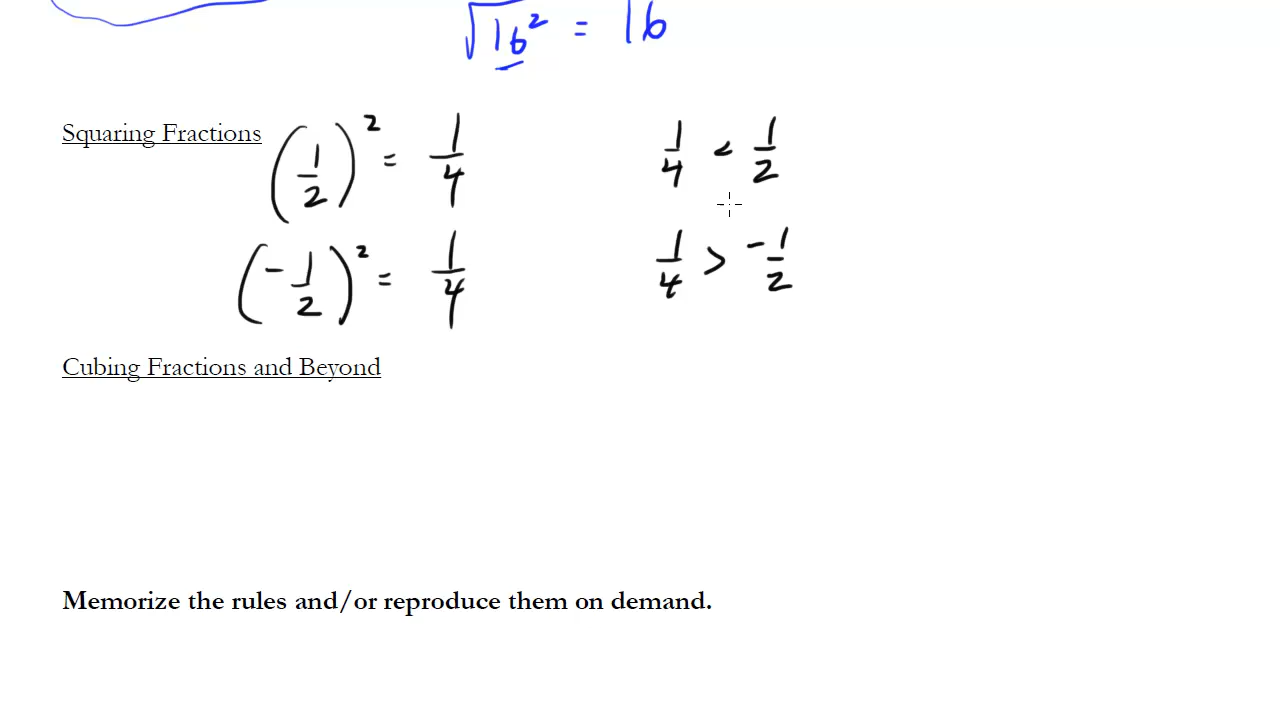 √16² = 16
Squaring Fractions (1/2)² = 1/4 1/4 < 1/2
(-1/2)² = 1/4 1/4 > -1/2
Cubing Fractions and Beyond
Memorize the rules and/or reproduce them on demand.